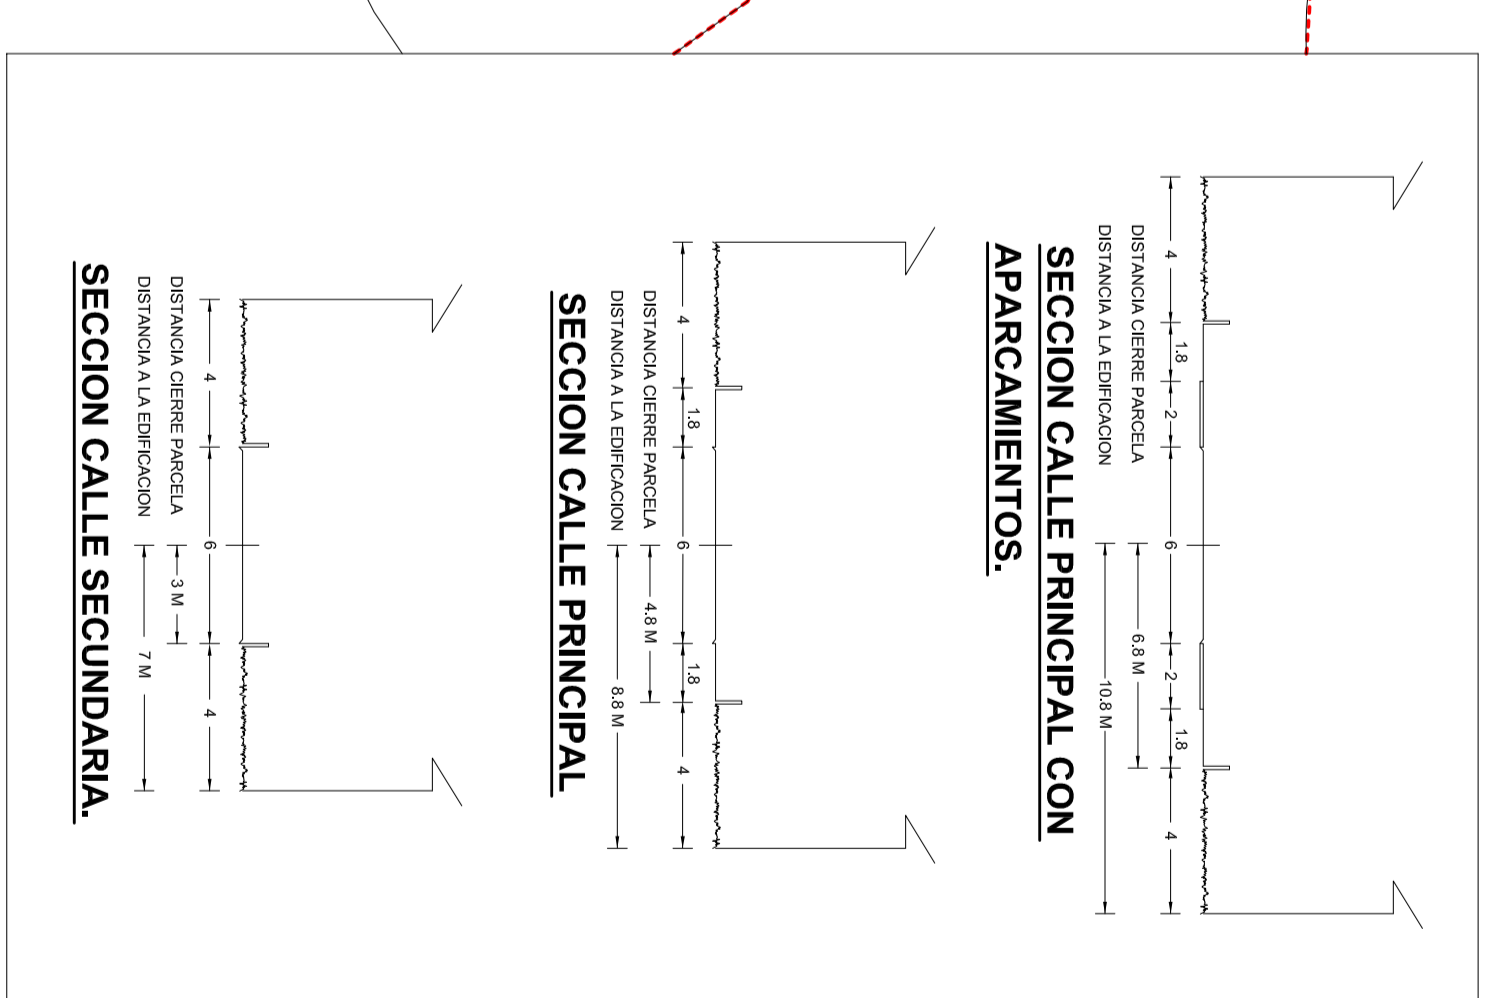 4
1.8
2
6
2
1.8
4
DISTANCIA CIERRE PARCELA
6.8 M
DISTANCIA A LA EDIFICACION
10.8 M
SECCION CALLE PRINCIPAL CON
APARCAMIENTOS.
4
1.8
6
1.8
4
DISTANCIA CIERRE PARCELA
4.8 M
DISTANCIA A LA EDIFICACION
8.8 M
SECCION CALLE PRINCIPAL
4
6
4
DISTANCIA CIERRE PARCELA
3 M
DISTANCIA A LA EDIFICACION
7 M
SECCION CALLE SECUNDARIA.